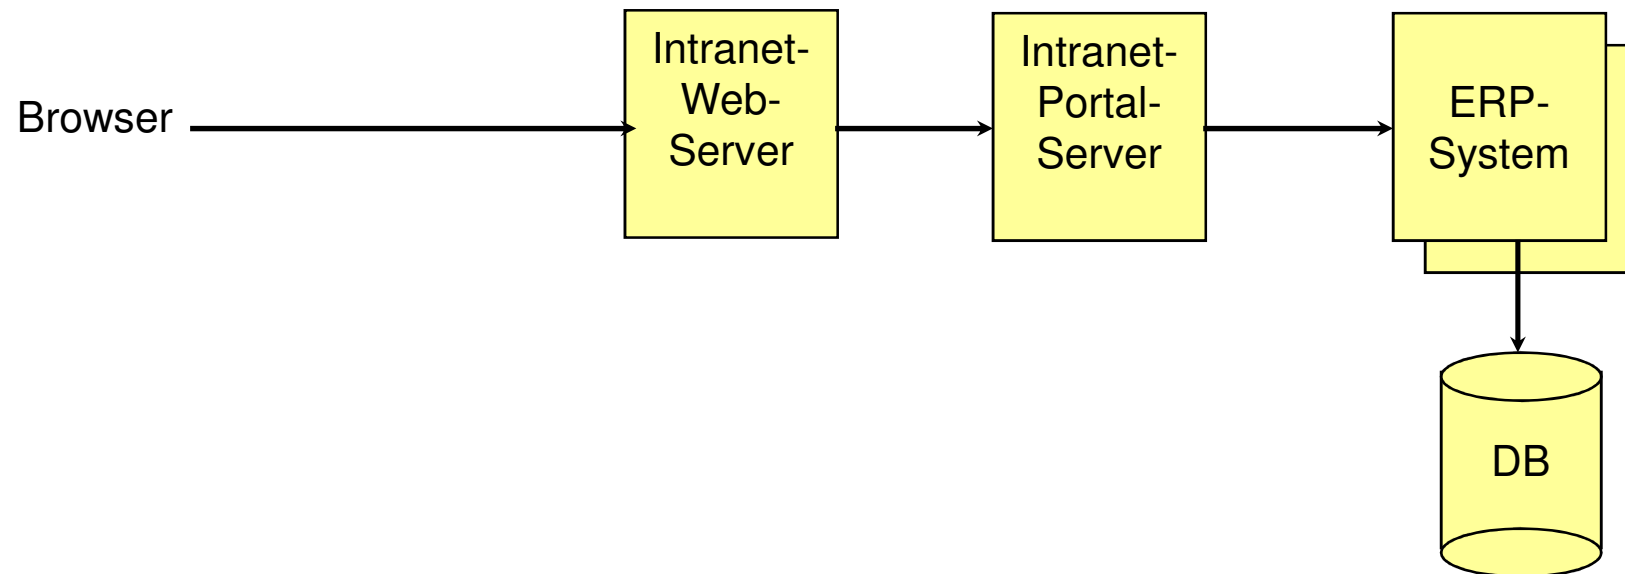 Browser
Intranet-
Web-
Server
Intranet-
Portal-
Server
ERP-
System
DB